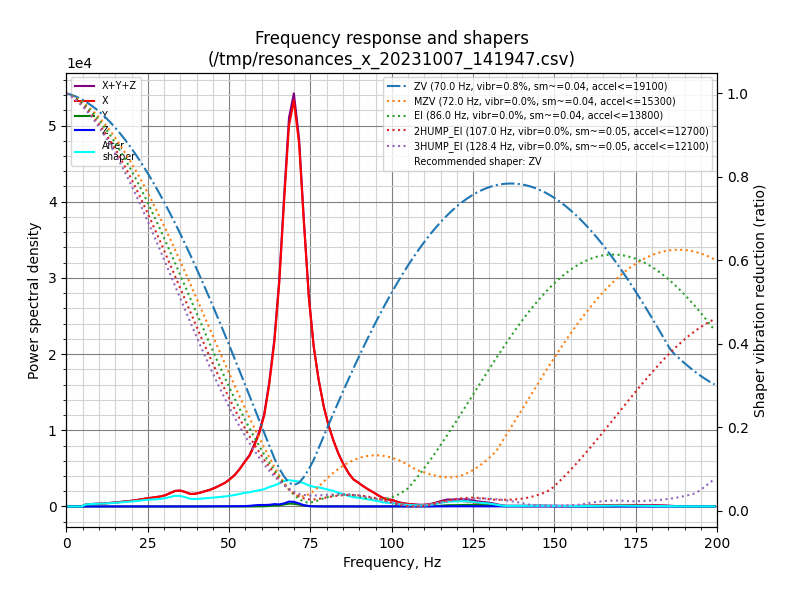 Frequency response and shapers
(/tmp/resonances_x_20231007_141947.csv)
1e4
X+Y+Z
X
Y
Z
After
shaper
ZV (70.0 Hz, vibr=0.8%, sm~=0.04, accel<=19100)
MZV (72.0 Hz, vibr=0.0%, sm~=0.04, accel<=15300)
EI (86.0 Hz, vibr=0.0%, sm~=0.04, accel<=13800)
2HUMP_EI (107.0 Hz, vibr=0.0%, sm~=0.05, accel<=12700)
3HUMP_EI (128.4 Hz, vibr=0.0%, sm~=0.05, accel<=12100)
Recommended shaper: ZV
Power spectral density
5
4
3
2
1
0
1.0
0.8
0.6
0.4
0.2
0.0
Shaper vibration reduction (ratio)
0 25 50 75 100 125 150 175 200
Frequency, Hz